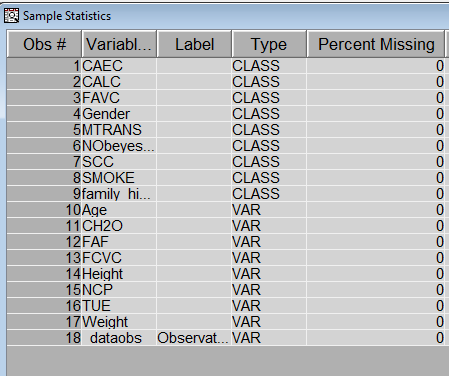 Sample Statistics
Obs # Variabl... Label Type Percent Missing
1 CAEC CLASS 0
2 CALC CLASS 0
3 FAVC CLASS 0
4 Gender CLASS 0
5 MTRANS CLASS 0
6 NObeyes... CLASS 0
7 SCC CLASS 0
8 SMOKE CLASS 0
9 family_hi... CLASS 0
10 Age VAR 0
11 CH2O VAR 0
12 FAF VAR 0
13 FCVC VAR 0
14 Height VAR 0
15 NCP VAR 0
16 TUE VAR 0
17 Weight VAR 0
18 _dataobs_ Observat... VAR 0